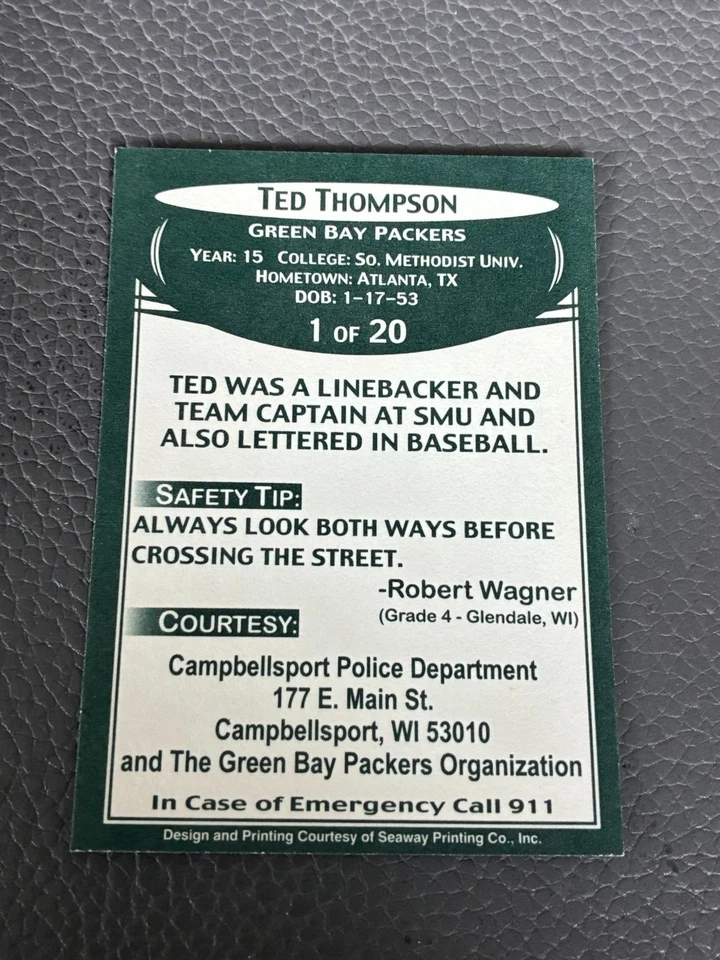 TED THOMPSON
GREEN BAY PACKERS
YEAR: 15 COLLEGE: SO. METHODIST UNIV.
HOMETOWN: ATLANTA, TX
DOB: 1-17-53
1 OF 20
TED WAS A LINEBACKER AND
TEAM CAPTAIN AT SMU AND
ALSO LETTERED IN BASEBALL.
SAFETY TIP:
ALWAYS LOOK BOTH WAYS BEFORE
CROSSING THE STREET.
-Robert Wagner
(Grade 4 - Glendale, WI)
COURTESY:
Campbellsport Police Department
177 E. Main St.
Campbellsport, WI 53010
and The Green Bay Packers Organization
In Case of Emergency Call 911
Design and Printing Courtesy of Seaway Printing Co., Inc.